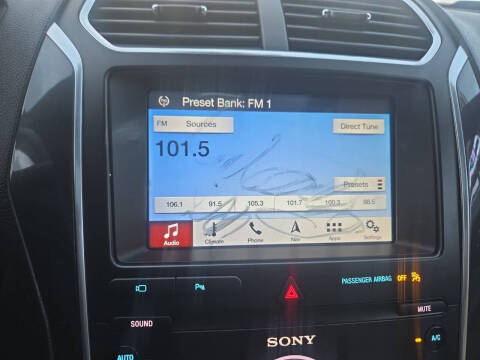 Preset Bank: FM 1
FM Sources Direct Tune
101.5
Presets
106.1 91.5 105.3 101.7 100.3 98.5
Audio Climate Phone Nav Apps Settings
P
PASSENGER AIRBAG OFF
SOUND MUTE
SONY
AUTO A/C